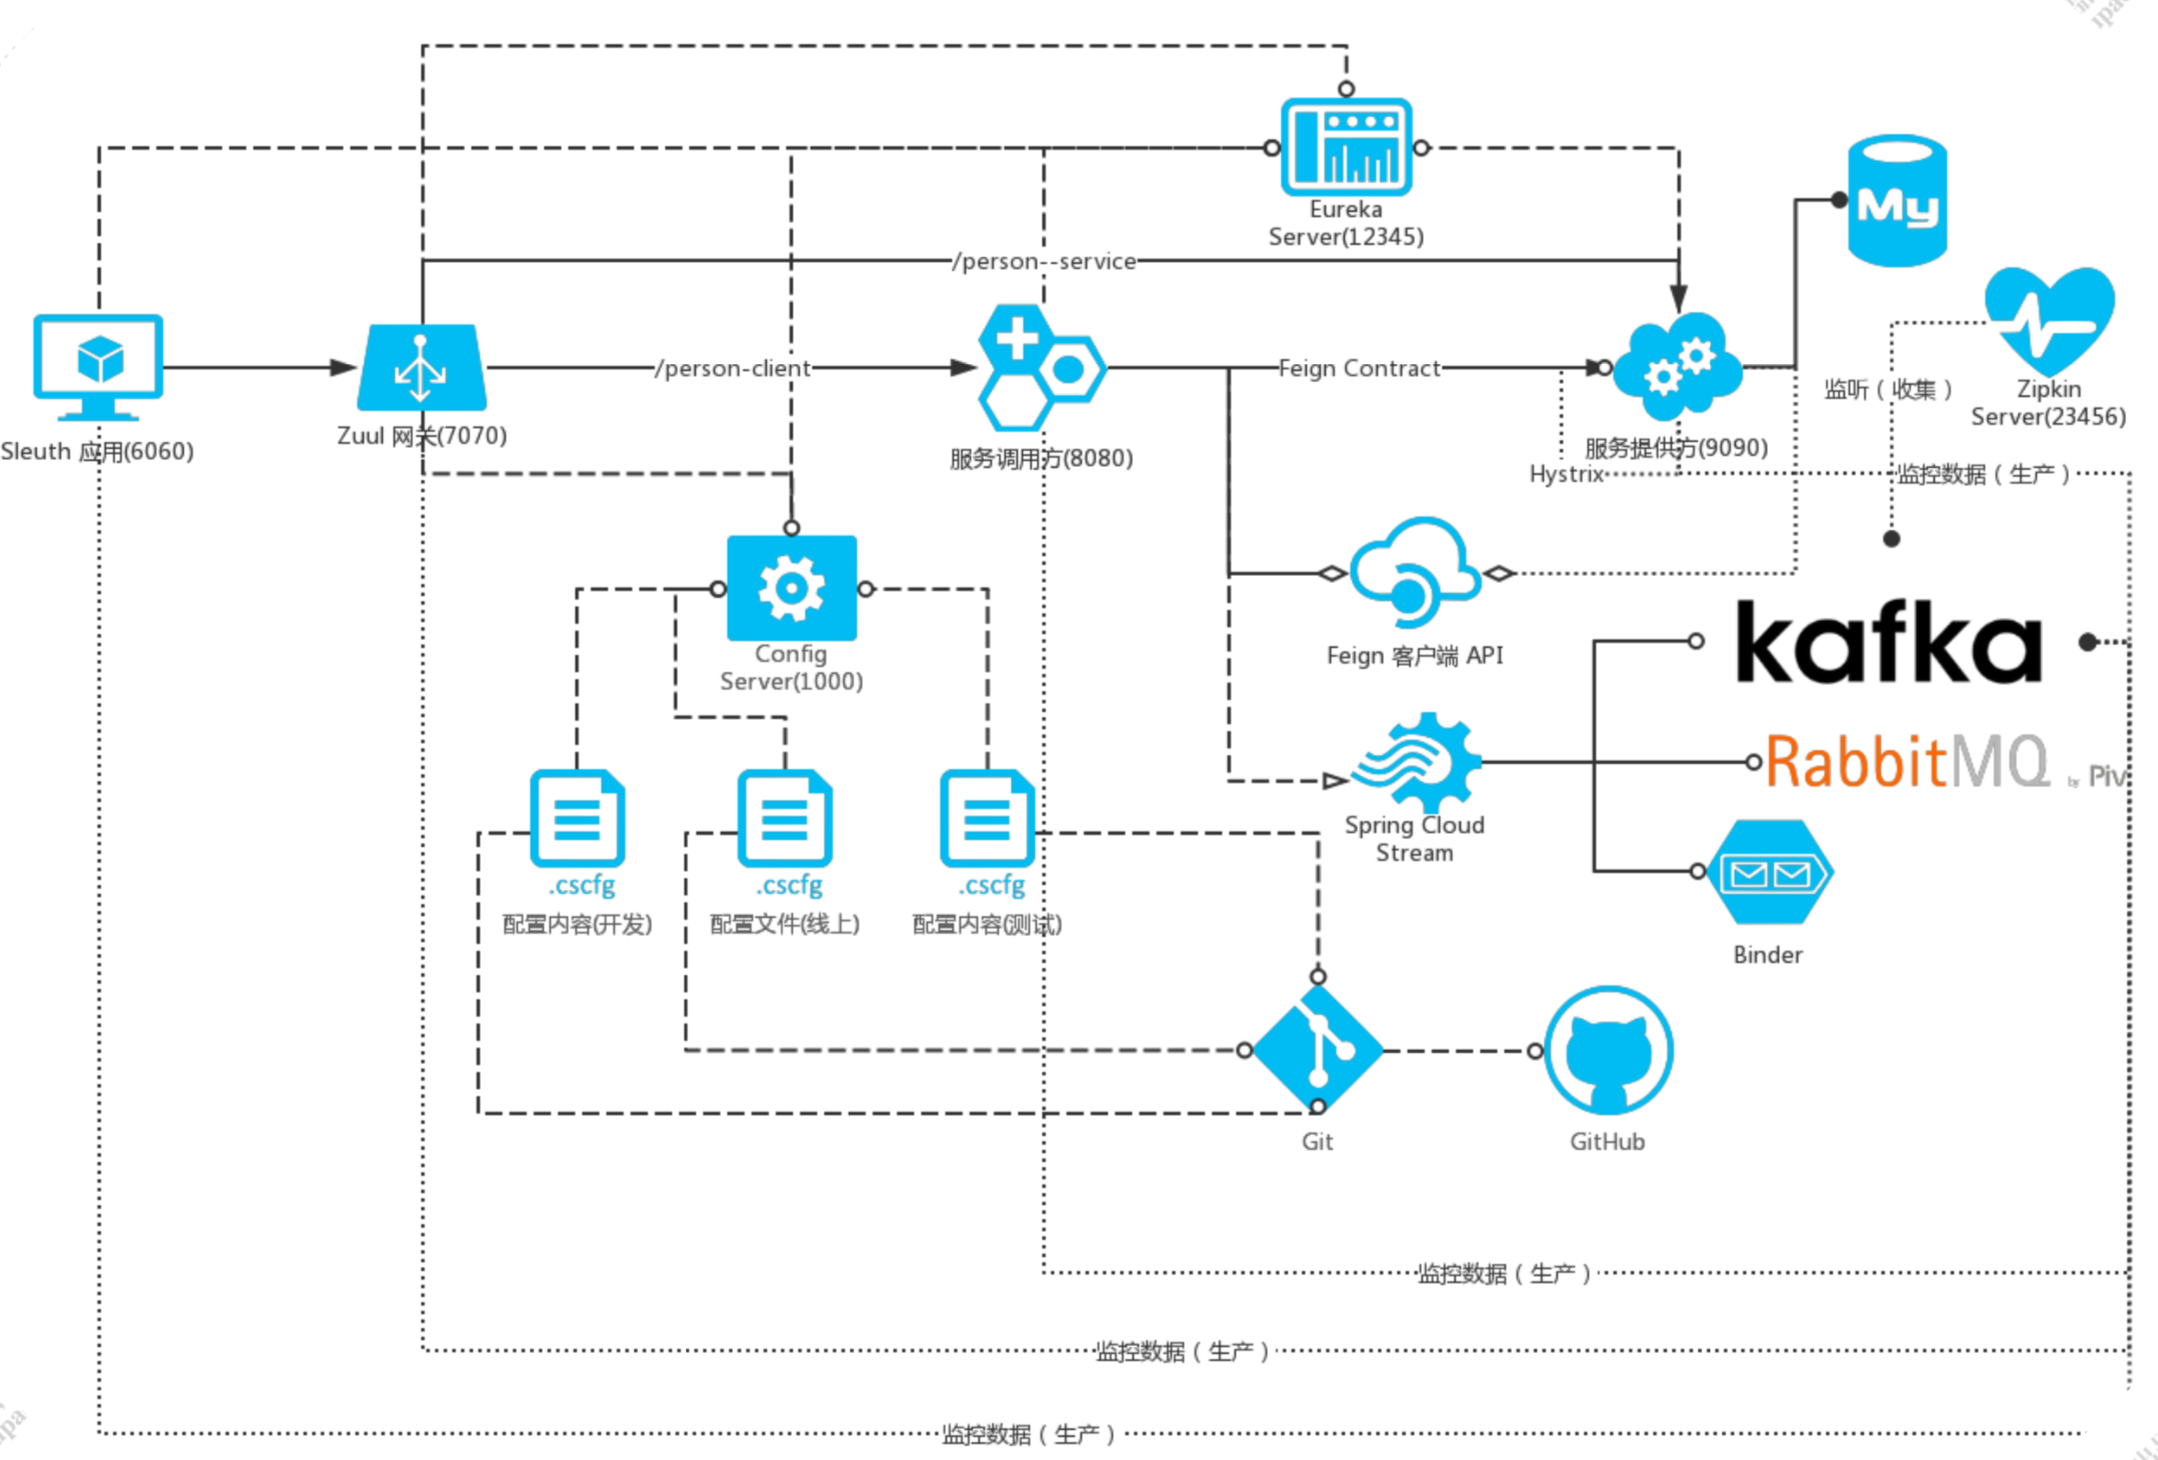 Eureka
Server(12345)
My
/person--service
/person-client
Feign Contract
监听（收集）
Zipkin
Server(23456)
Sleuth 应用(6060)
Zuul 网关(7070)
服务调用方(8080)
服务提供方(9090)
Hystrix
监控数据（生产）
Config
Server(1000)
Feign 客户端 API
kafka
RabbitMQ by Piv
Spring Cloud
Stream
.cscfg
.cscfg
.cscfg
配置内容(开发)
配置文件(线上)
配置内容(测试)
Binder
Git
GitHub
监控数据（生产）
监控数据（生产）
监控数据（生产）